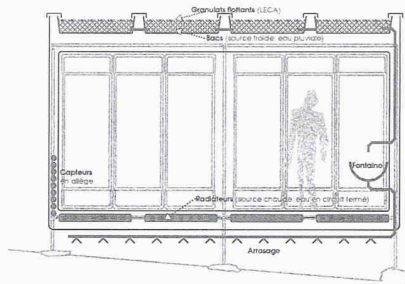 Granulats flottants (LECA)
Bacs (source froide: eau pluviale)
Capteurs
en allège
Fontaine
Radiateurs (source chaude: eau en circuit fermé)
Arrosage